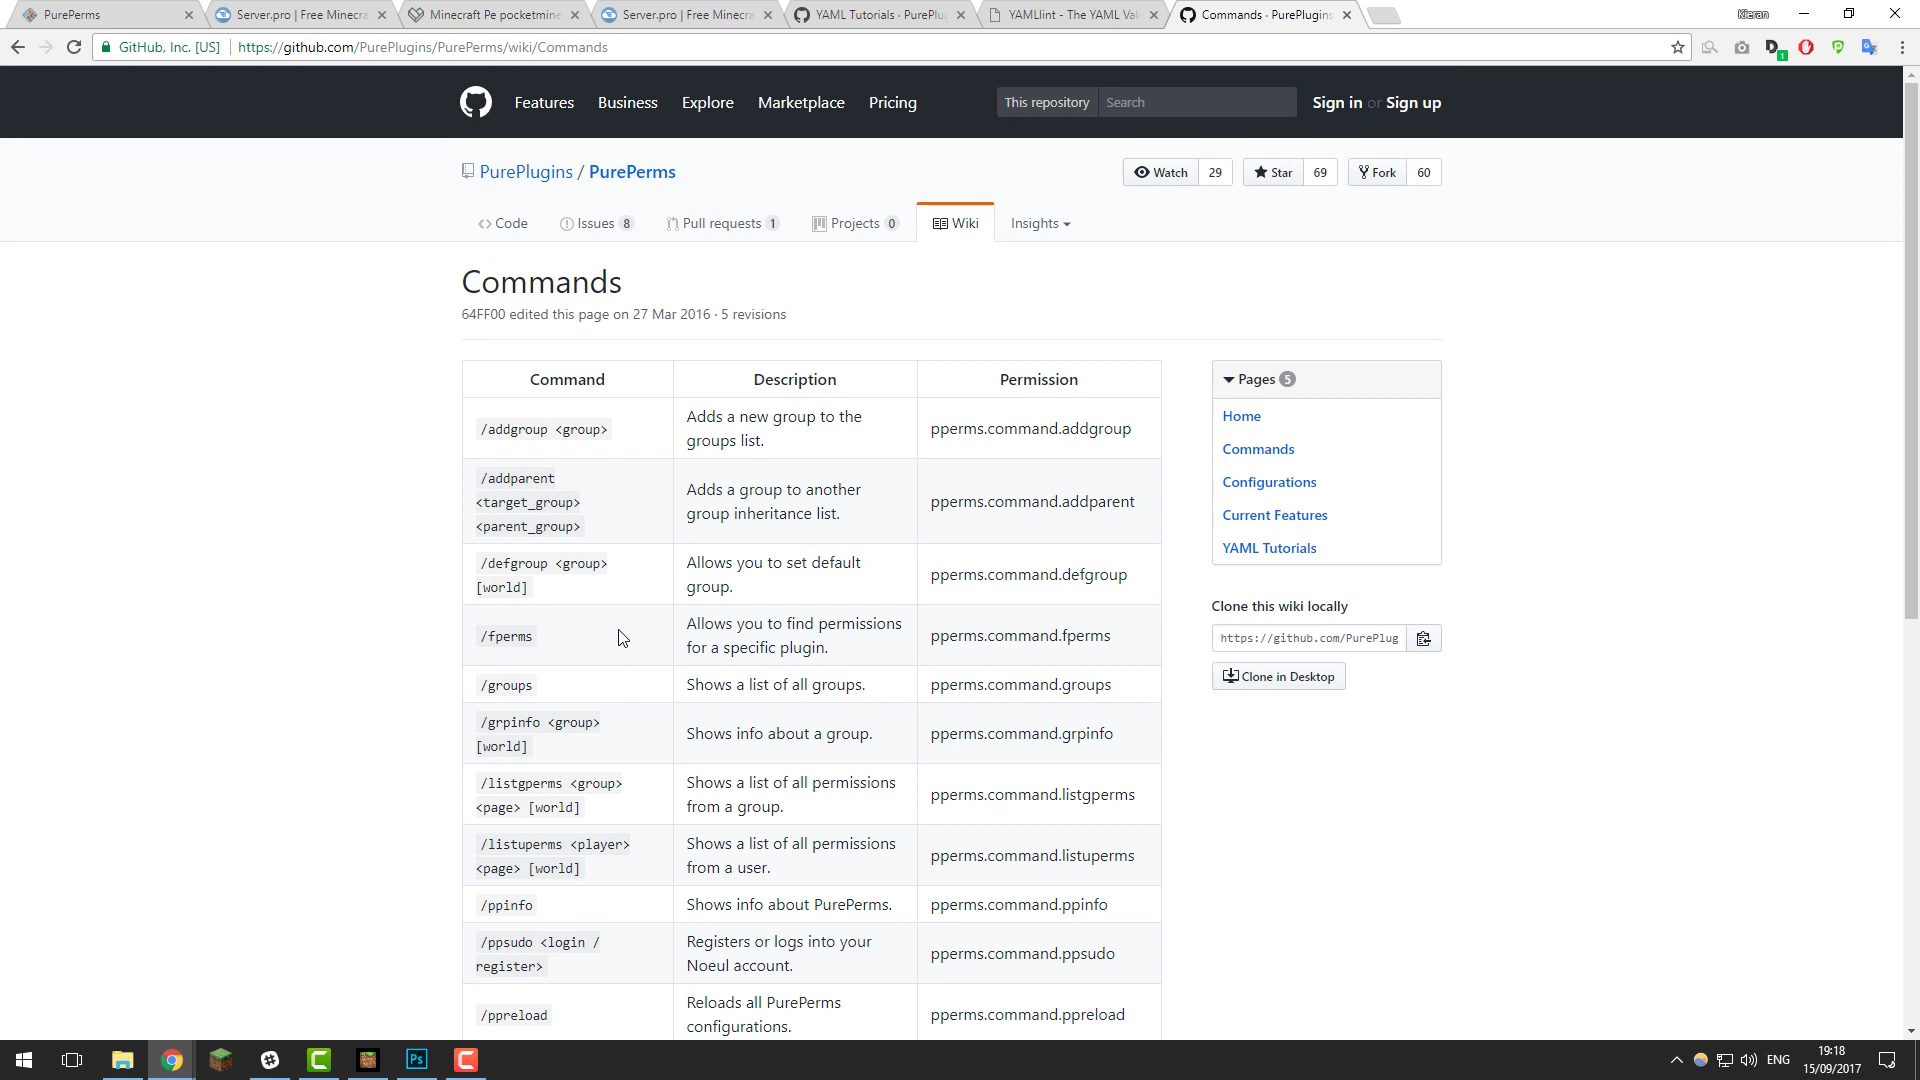 PurePerms
Server.pro | Free Minecra
Minecraft Pe pocketmine
Server.pro | Free Minecra
YAML Tutorials · PurePlug
YAMLlint - The YAML Val
Commands · PurePlugins
Kieran
GitHub, Inc. [US]
https://github.com/PurePlugins/PurePerms/wiki/Commands
1
Features
Business
Explore
Marketplace
Pricing
This repository
Search
Sign in or Sign up
PurePlugins / PurePerms
Watch
29
Star
69
Fork
60
Code
Issues 8
Pull requests 1
Projects 0
Wiki
Insights
Commands
64FF00 edited this page on 27 Mar 2016 · 5 revisions
Command
Description
Permission
/addgroup <group>
Adds a new group to the
groups list.
pperms.command.addgroup
/addparent
<target_group>
<parent_group>
Adds a group to another
group inheritance list.
pperms.command.addparent
/defgroup <group>
[world]
Allows you to set default
group.
pperms.command.defgroup
/fperms
Allows you to find permissions
for a specific plugin.
pperms.command.fperms
/groups
Shows a list of all groups.
pperms.command.groups
/grpinfo <group>
[world]
Shows info about a group.
pperms.command.grpinfo
/listgperms <group>
<page> [world]
Shows a list of all permissions
from a group.
pperms.command.listgperms
/listuperms <player>
<page> [world]
Shows a list of all permissions
from a user.
pperms.command.listuperms
/ppinfo
Shows info about PurePerms.
pperms.command.ppinfo
/ppsudo <login /
register>
Registers or logs into your
Noeul account.
pperms.command.ppsudo
/ppreload
Reloads all PurePerms
configurations.
pperms.command.ppreload
Pages 5
Home
Commands
Configurations
Current Features
YAML Tutorials
Clone this wiki locally
https://github.com/PurePlug
Clone in Desktop
Ps
ENG
19:18
15/09/2017